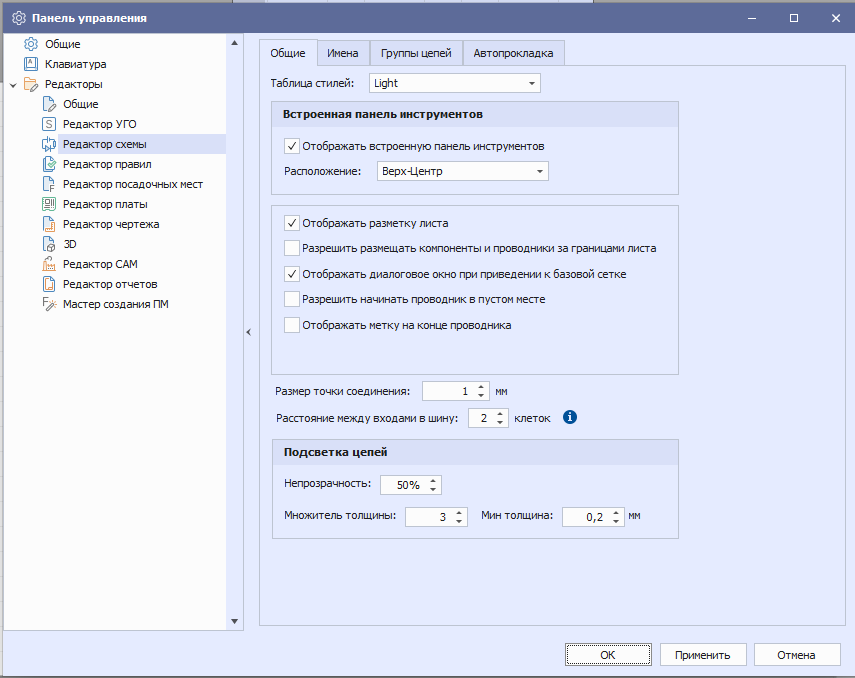 Панель управления
Общие
Клавиатура
Редакторы
Общие
Редактор УГО
Редактор схемы
Редактор правил
Редактор посадочных мест
Редактор платы
Редактор чертежа
3D
Редактор CAM
Редактор отчетов
Мастер создания ПМ
Общие Имена Группы цепей Автопрокладка
Таблица стилей: Light
Встроенная панель инструментов
Отображать встроенную панель инструментов
Расположение: Верх-Центр
Отображать разметку листа
Разрешить размещать компоненты и проводники за границами листа
Отображать диалоговое окно при приведении к базовой сетке
Разрешить начинать проводник в пустом месте
Отображать метку на конце проводника
Размер точки соединения: 1 мм
Расстояние между входами в шину: 2 клеток
Подсветка цепей
Непрозрачность: 50%
Множитель толщины: 3 Мин толщина: 0,2 мм
ОК Применить Отмена